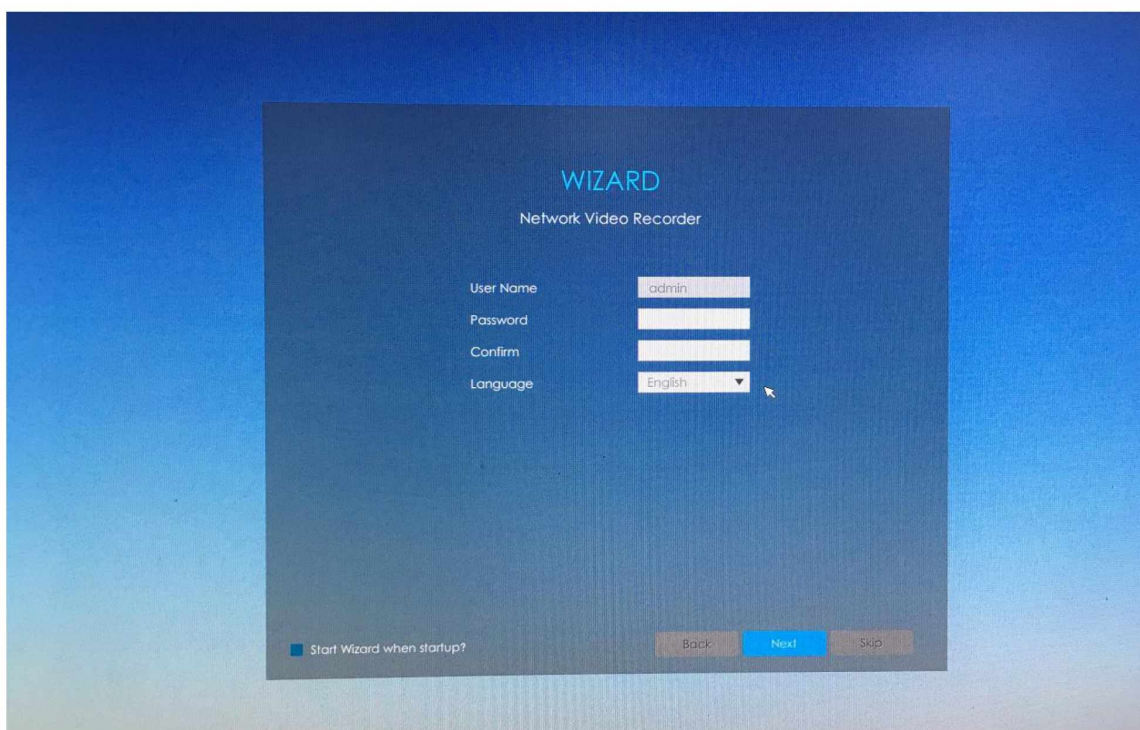 WIZARD
Network Video Recorder
User Name admin
Password
Confirm
Language English
Start Wizard when startup? Back Next Skip